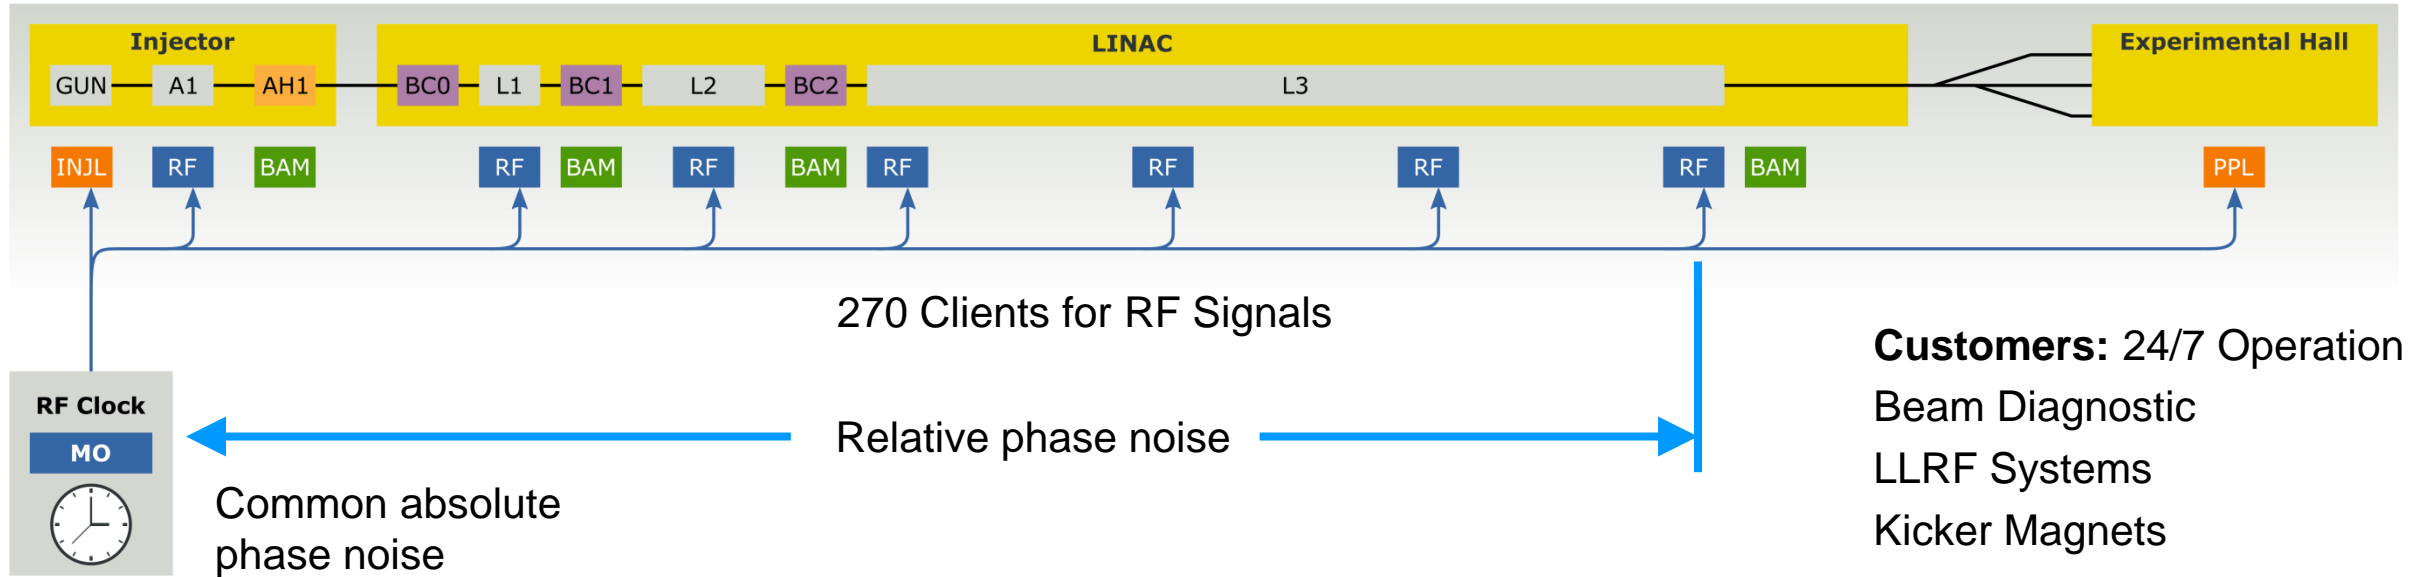 Injector
LINAC
Experimental Hall
GUN
A1
AH1
BC0
L1
BC1
L2
BC2
L3
INJL
RF
BAM
RF
BAM
RF
BAM
RF
RF
RF
RF
BAM
PPL
270 Clients for RF Signals
Customers: 24/7 Operation
Beam Diagnostic
LLRF Systems
Kicker Magnets
Relative phase noise
RF Clock
MO
Common absolute
phase noise